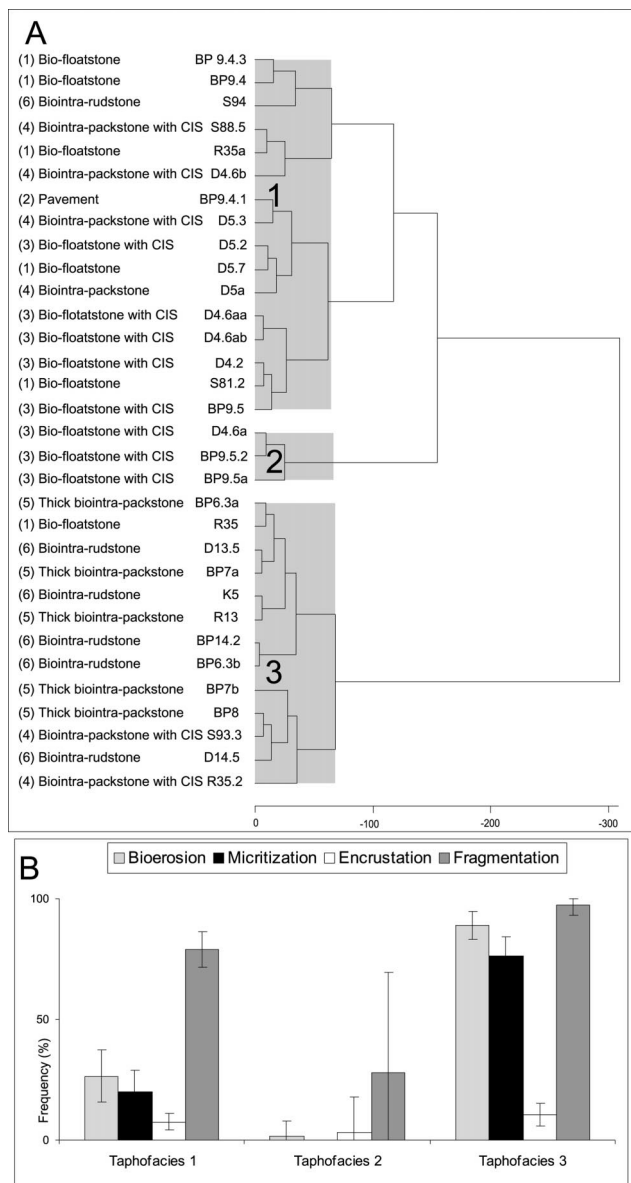 A
(1) Bio-floatstone BP 9.4.3
(1) Bio-floatstone BP9.4
(6) Biointra-rudstone S94
(4) Biointra-packstone with CIS S88.5
(1) Bio-floatstone R35a
(4) Biointra-packstone with CIS D4.6b
(2) Pavement BP9.4.1
1
(4) Biointra-packstone with CIS D5.3
(3) Bio-floatstone with CIS D5.2
(1) Bio-floatstone D5.7
(4) Biointra-packstone D5a
(3) Bio-flotatstone with CIS D4.6aa
(3) Bio-floatstone with CIS D4.6ab
(3) Bio-floatstone with CIS D4.2
(1) Bio-floatstone S81.2
(3) Bio-floatstone with CIS BP9.5
(3) Bio-floatstone with CIS D4.6a
(3) Bio-floatstone with CIS BP9.5.2
2
(3) Bio-floatstone with CIS BP9.5a
(5) Thick biointra-packstone BP6.3a
(1) Bio-floatstone R35
(6) Biointra-rudstone D13.5
(5) Thick biointra-packstone BP7a
(6) Biointra-rudstone K5
(5) Thick biointra-packstone R13
(6) Biointra-rudstone BP14.2
(6) Biointra-rudstone BP6.3b
3
(5) Thick biointra-packstone BP7b
(5) Thick biointra-packstone BP8
(4) Biointra-packstone with CIS S93.3
(6) Biointra-rudstone D14.5
(4) Biointra-packstone with CIS R35.2
0 -100 -200 -300
B
Bioerosion Micritization Encrustation Fragmentation
100
50
0
Frequency (%)
Taphofacies 1 Taphofacies 2 Taphofacies 3